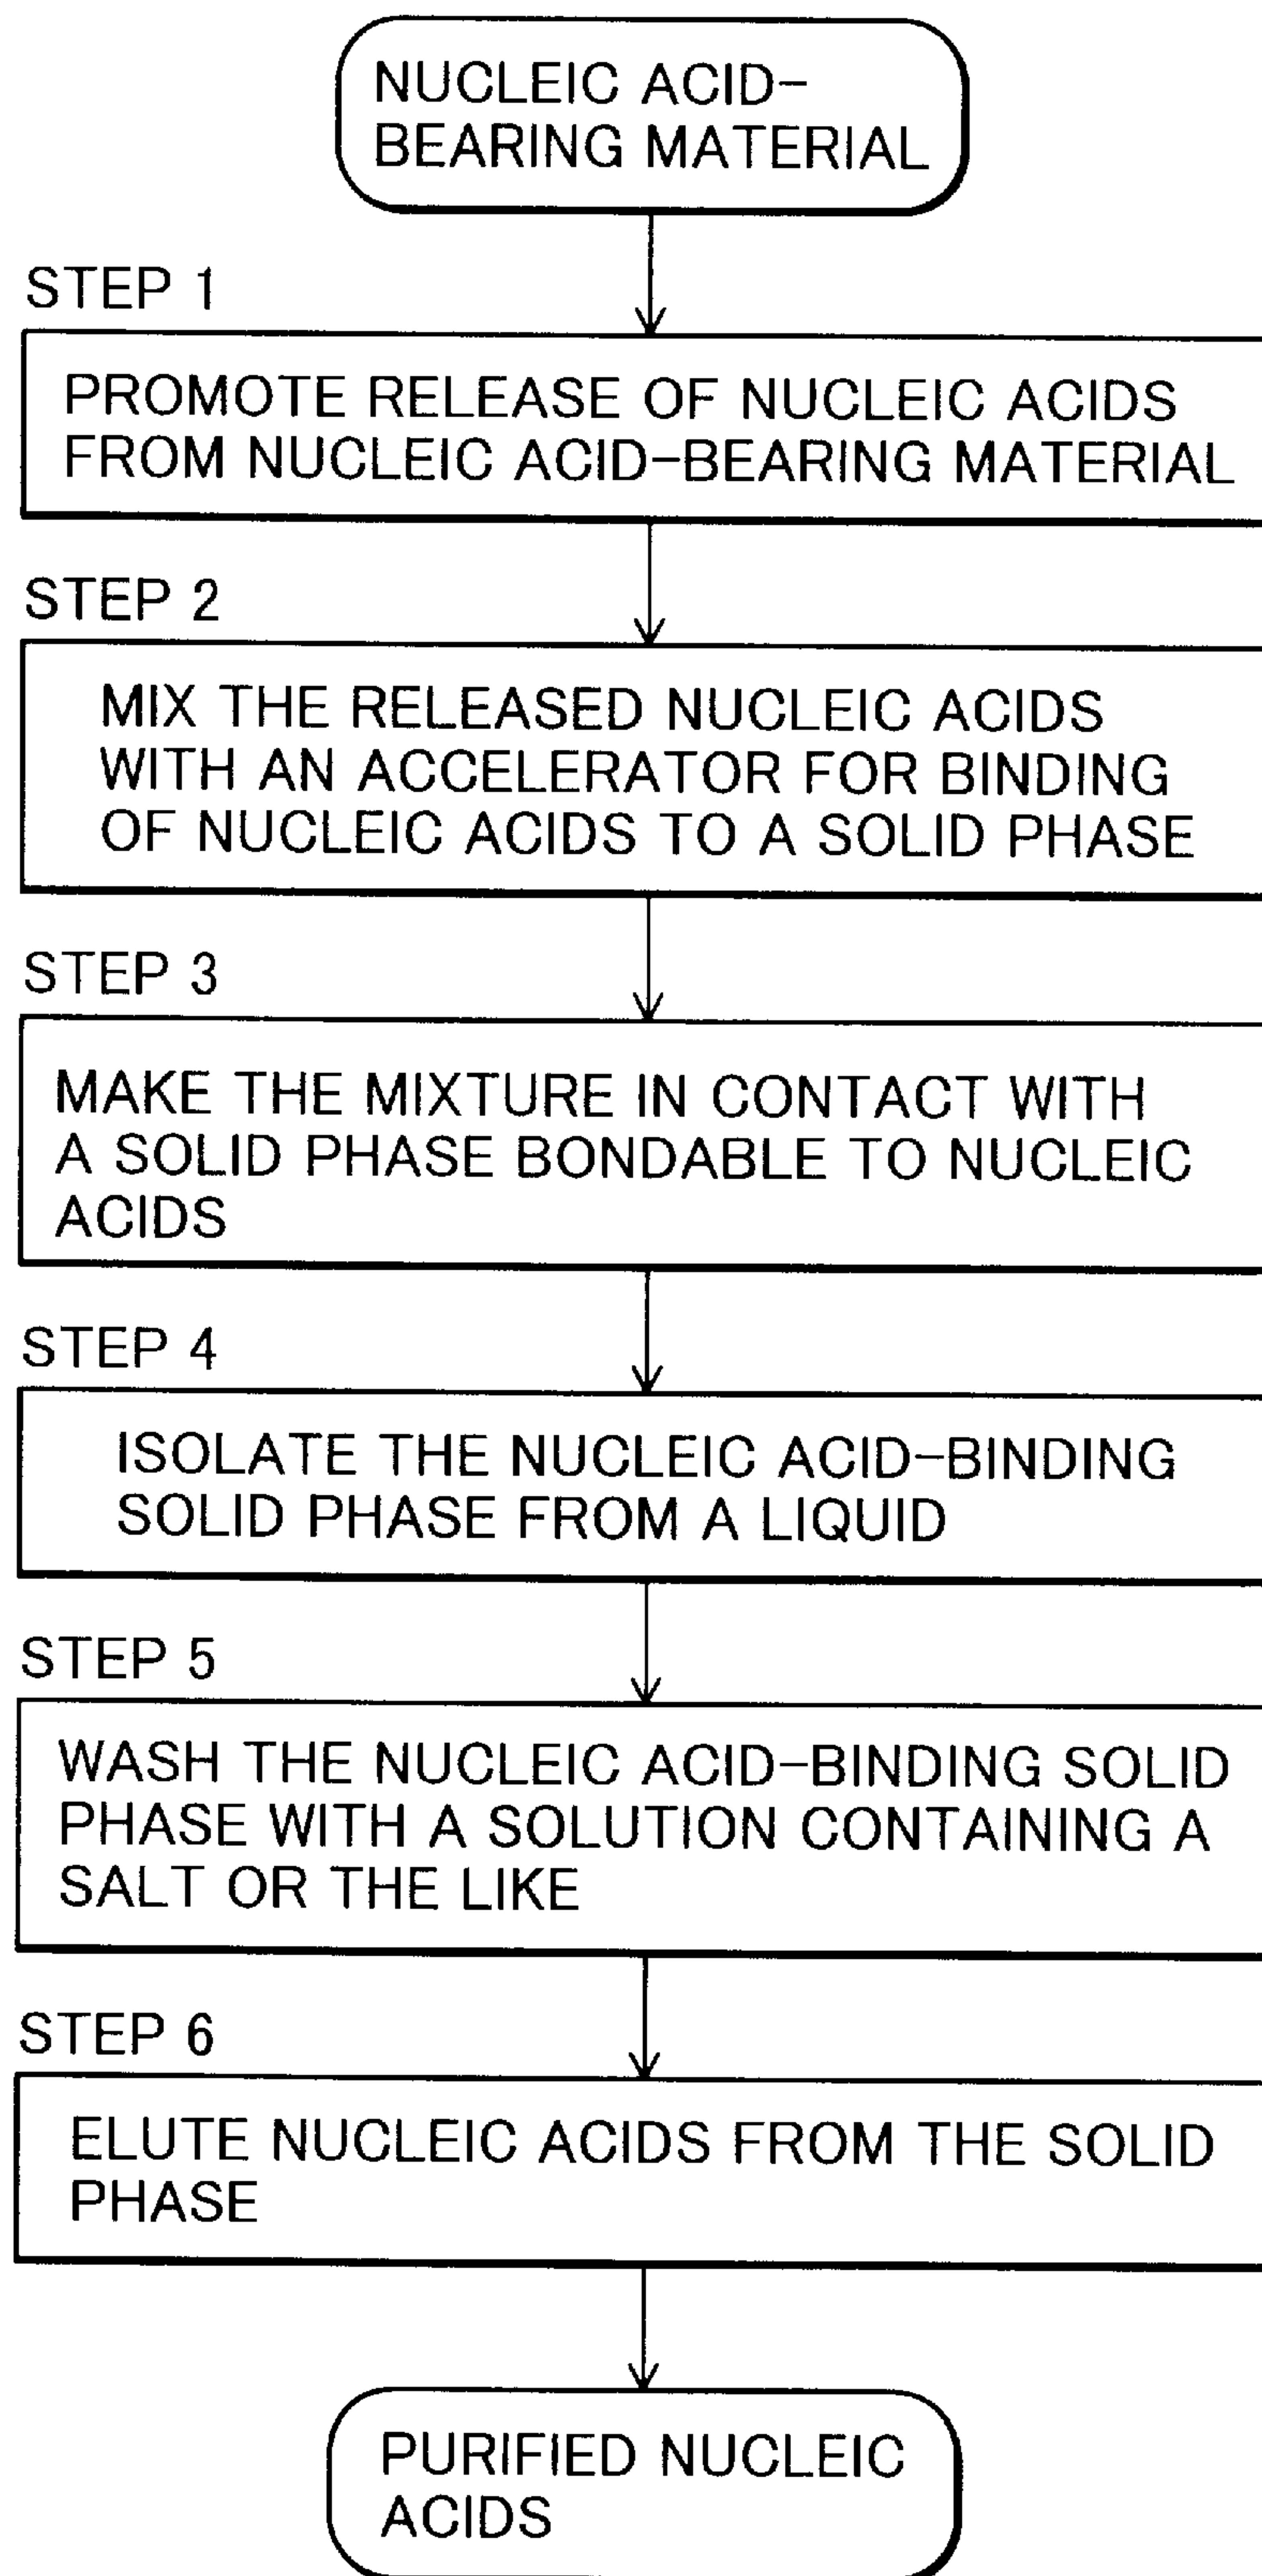 NUCLEIC ACID-
BEARING MATERIAL
STEP 1
PROMOTE RELEASE OF NUCLEIC ACIDS
FROM NUCLEIC ACID-BEARING MATERIAL
STEP 2
MIX THE RELEASED NUCLEIC ACIDS
WITH AN ACCELERATOR FOR BINDING
OF NUCLEIC ACIDS TO A SOLID PHASE
STEP 3
MAKE THE MIXTURE IN CONTACT WITH
A SOLID PHASE BONDABLE TO NUCLEIC
ACIDS
STEP 4
ISOLATE THE NUCLEIC ACID-BINDING
SOLID PHASE FROM A LIQUID
STEP 5
WASH THE NUCLEIC ACID-BINDING SOLID
PHASE WITH A SOLUTION CONTAINING A
SALT OR THE LIKE
STEP 6
ELUTE NUCLEIC ACIDS FROM THE SOLID
PHASE
PURIFIED NUCLEIC
ACIDS